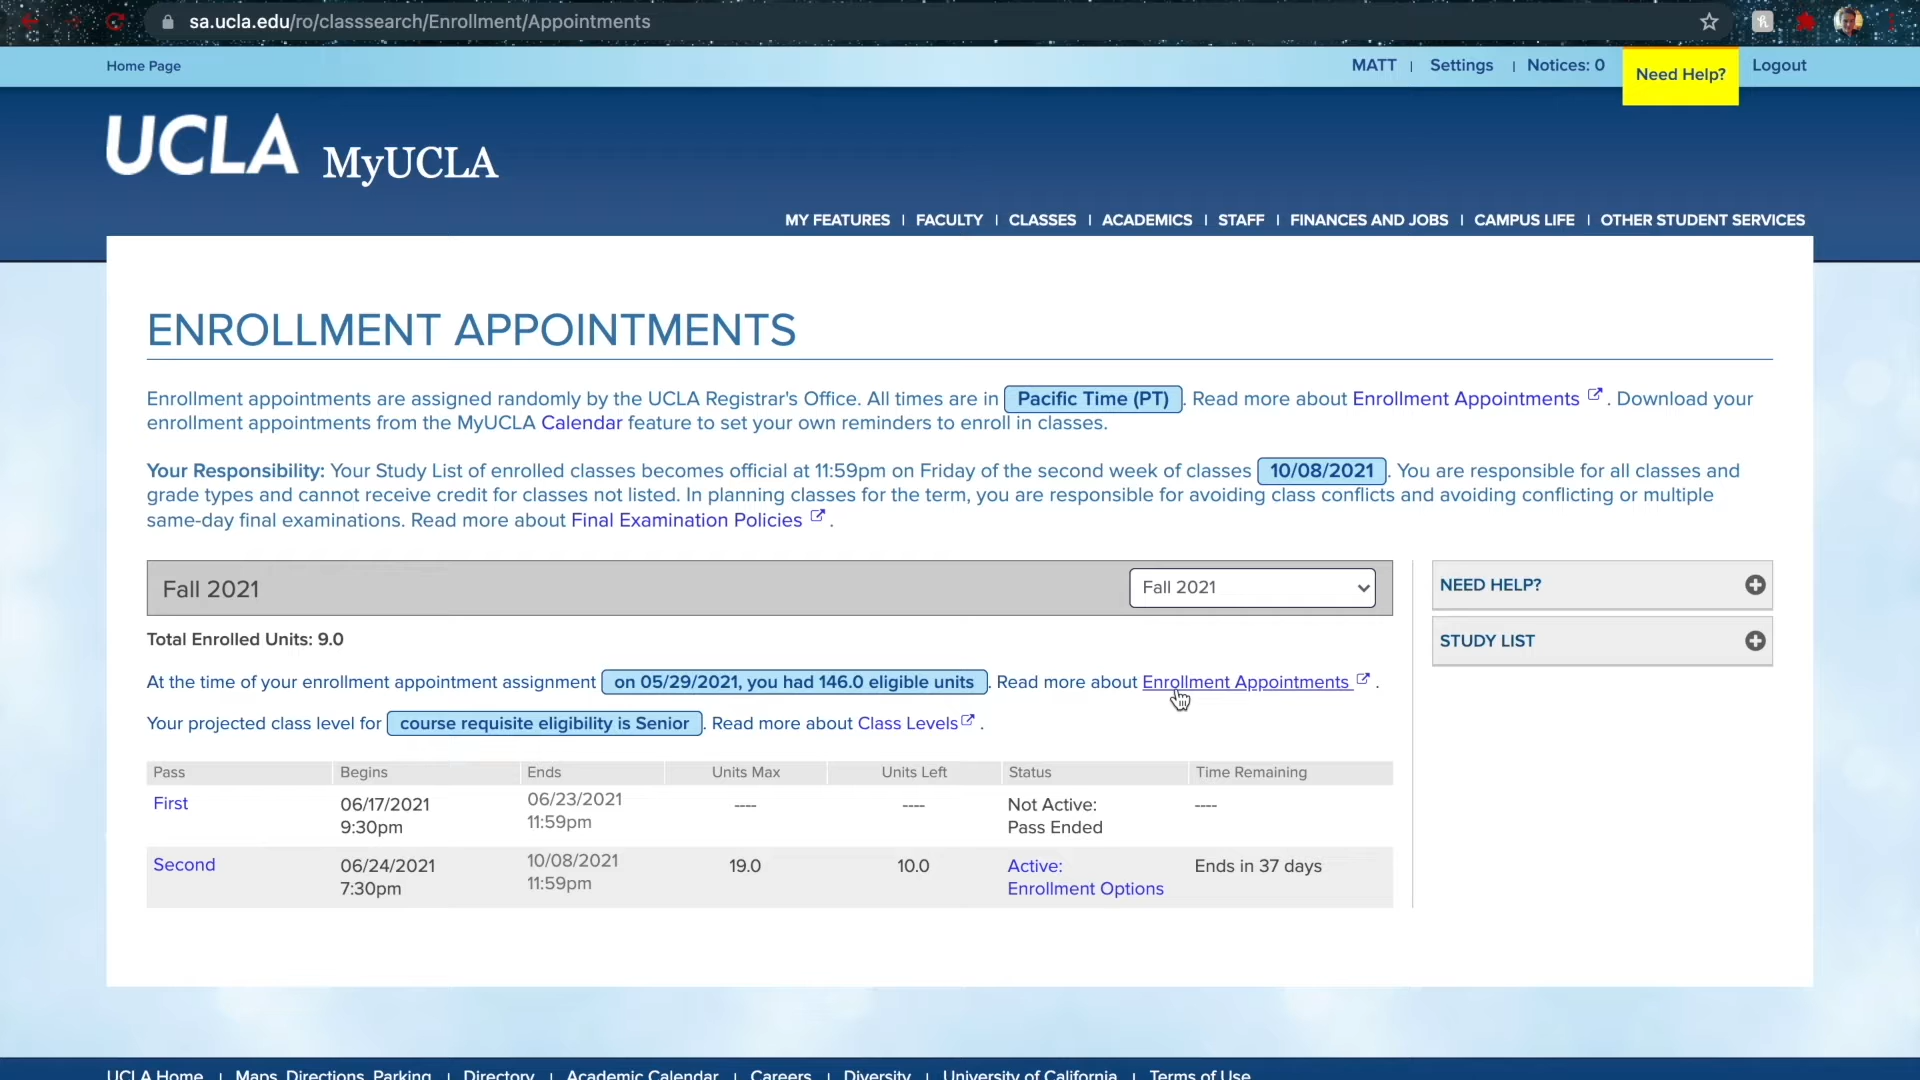 sa.ucla.edu/ro/classsearch/Enrollment/Appointments
Home Page
MATT | Settings | Notices: 0 Need Help? Logout
UCLA MyUCLA
MY FEATURES | FACULTY | CLASSES | ACADEMICS | STAFF | FINANCES AND JOBS | CAMPUS LIFE | OTHER STUDENT SERVICES
ENROLLMENT APPOINTMENTS
Enrollment appointments are assigned randomly by the UCLA Registrar's Office. All times are in Pacific Time (PT). Read more about Enrollment Appointments . Download your
enrollment appointments from the MyUCLA Calendar feature to set your own reminders to enroll in classes.
Your Responsibility: Your Study List of enrolled classes becomes official at 11:59pm on Friday of the second week of classes 10/08/2021. You are responsible for all classes and
grade types and cannot receive credit for classes not listed. In planning classes for the term, you are responsible for avoiding class conflicts and avoiding conflicting or multiple
same-day final examinations. Read more about Final Examination Policies .
Fall 2021 Fall 2021
NEED HELP?
STUDY LIST
Total Enrolled Units: 9.0
At the time of your enrollment appointment assignment on 05/29/2021, you had 146.0 eligible units. Read more about Enrollment Appointments .
Your projected class level for course requisite eligibility is Senior. Read more about Class Levels .
Pass Begins Ends Units Max Units Left Status Time Remaining
First 06/17/2021 06/23/2021 ---- ---- Not Active: ----
9:30pm 11:59pm Pass Ended
Second 06/24/2021 10/08/2021 19.0 10.0 Active: Ends in 37 days
7:30pm 11:59pm Enrollment Options
UCLA Home | Maps, Directions, Parking | Directory | Academic Calendar | Careers | Diversity | University of California | Terms of Use